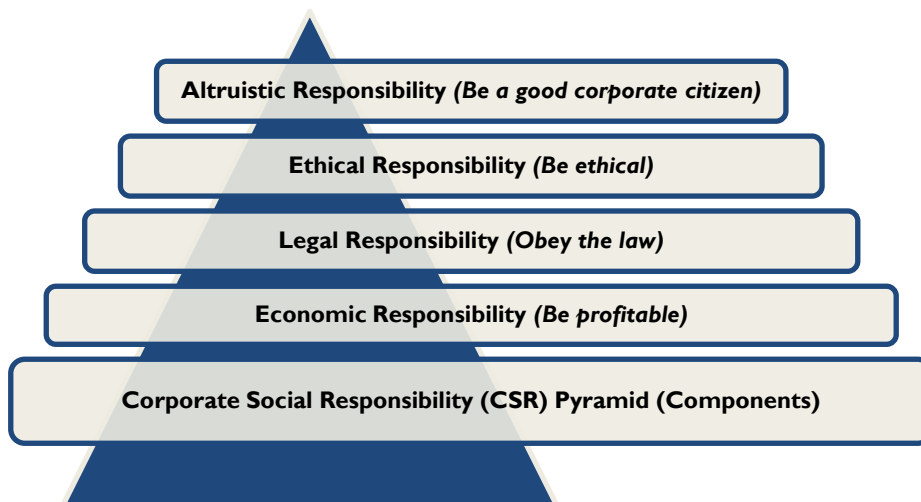 Altruistic Responsibility (Be a good corporate citizen)
Ethical Responsibility (Be ethical)
Legal Responsibility (Obey the law)
Economic Responsibility (Be profitable)
Corporate Social Responsibility (CSR) Pyramid (Components)